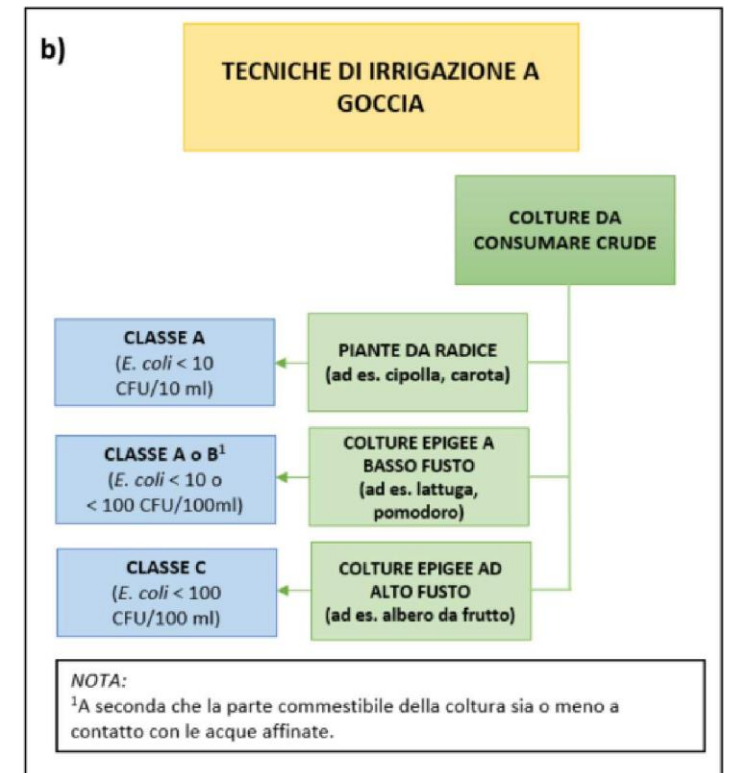 b)
TECNICHE DI IRRIGAZIONE A
GOCCIA
COLTURE DA
CONSUMARE CRUDE
CLASSE A
(E. coli < 10
CFU/10 ml)
PIANTE DA RADICE
(ad es. cipolla, carota)
CLASSE A o B¹
(E. coli < 10 o
< 100 CFU/100ml)
COLTURE EPIGEE A
BASSO FUSTO
(ad es. lattuga,
pomodoro)
CLASSE C
(E. coli < 100
CFU/100 ml)
COLTURE EPIGEE AD
ALTO FUSTO
(ad es. albero da frutto)
NOTA:
¹A seconda che la parte commestibile della coltura sia o meno a
contatto con le acque affinate.